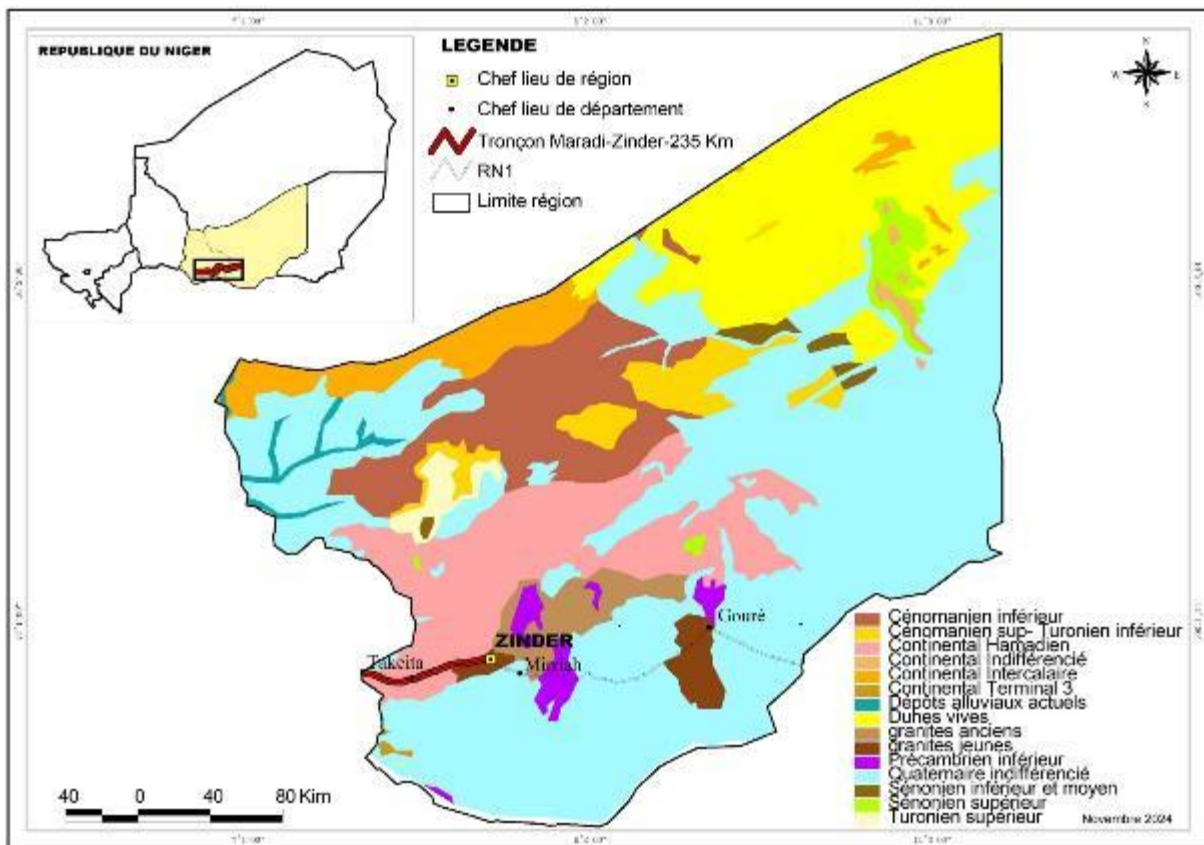 REPUBLIQUE DU NIGER
LEGENDE
Chef lieu de région
Chef lieu de département
Tronçon Maradi-Zinder-235 Km
RN1
Limite région
N
W
E
S
ZINDER
Takeita
Mirriah
Gouré
Cénomanien inférieur
Cénomanien sup- Turonien inférieur
Continental Hamadien
Continental Indifférencié
Continental Intercalaire
Continental Terminal 3
Dépôts alluviaux actuels
Dunes vives
granites anciens
granites jeunes
Précambrien inférieur
Quaternaire indifférencié
Sénonien inférieur et moyen
Sénonien supérieur
Turonien supérieur
Novembre 2024
40 0 40 80 Km